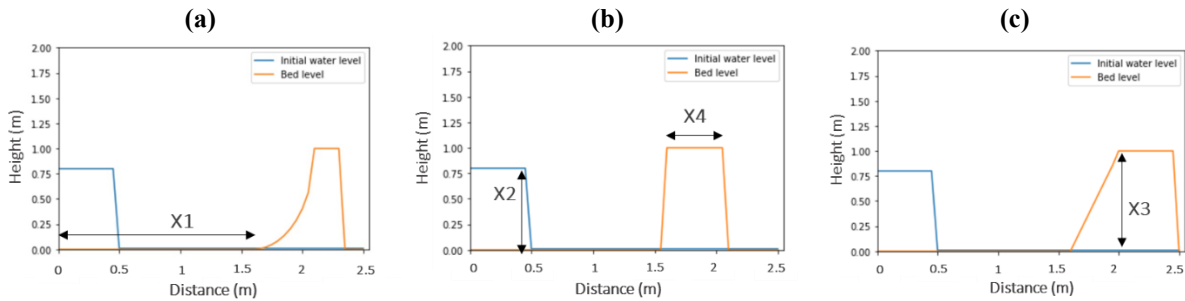 (a)
2.00
1.75
1.50
1.25
1.00
0.75
0.50
0.25
0.00
Height (m)
Initial water level
Bed level
X1
0 0.5 1 1.5 2 2.5
Distance (m)
(b)
2.00
1.75
1.50
1.25
1.00
0.75
0.50
0.25
0.00
Height (m)
Initial water level
Bed level
X4
X2
0 0.5 1 1.5 2 2.5
Distance (m)
(c)
2.00
1.75
1.50
1.25
1.00
0.75
0.50
0.25
0.00
Height (m)
Initial water level
Bed level
X3
0 0.5 1 1.5 2 2.5
Distance (m)